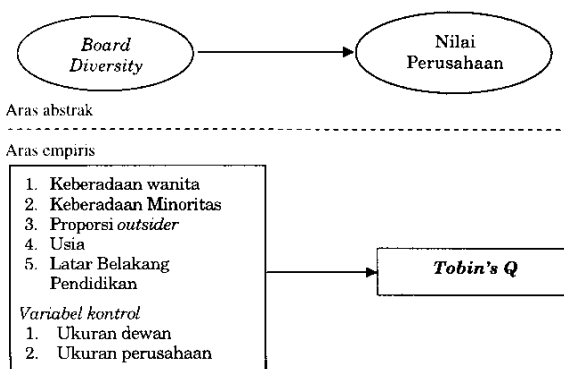 Board
Diversity
Nilai
Perusahaan
Aras abstrak
Aras empiris
1. Keberadaan wanita
2. Keberadaan Minoritas
3. Proporsi outsider
4. Usia
5. Latar Belakang
Pendidikan
Variabel kontrol
1. Ukuran dewan
2. Ukuran perusahaan
Tobin's Q